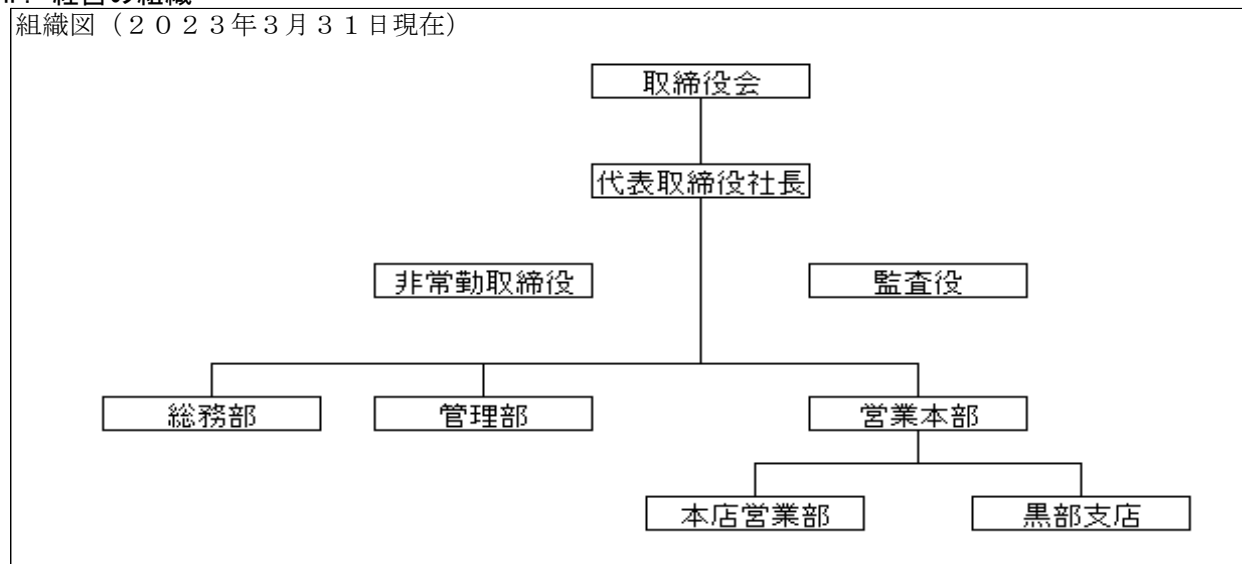 組織図（２０２３年３月３１日現在）
取締役会
代表取締役社長
非常勤取締役
監査役
総務部
管理部
営業本部
本店営業部
黒部支店